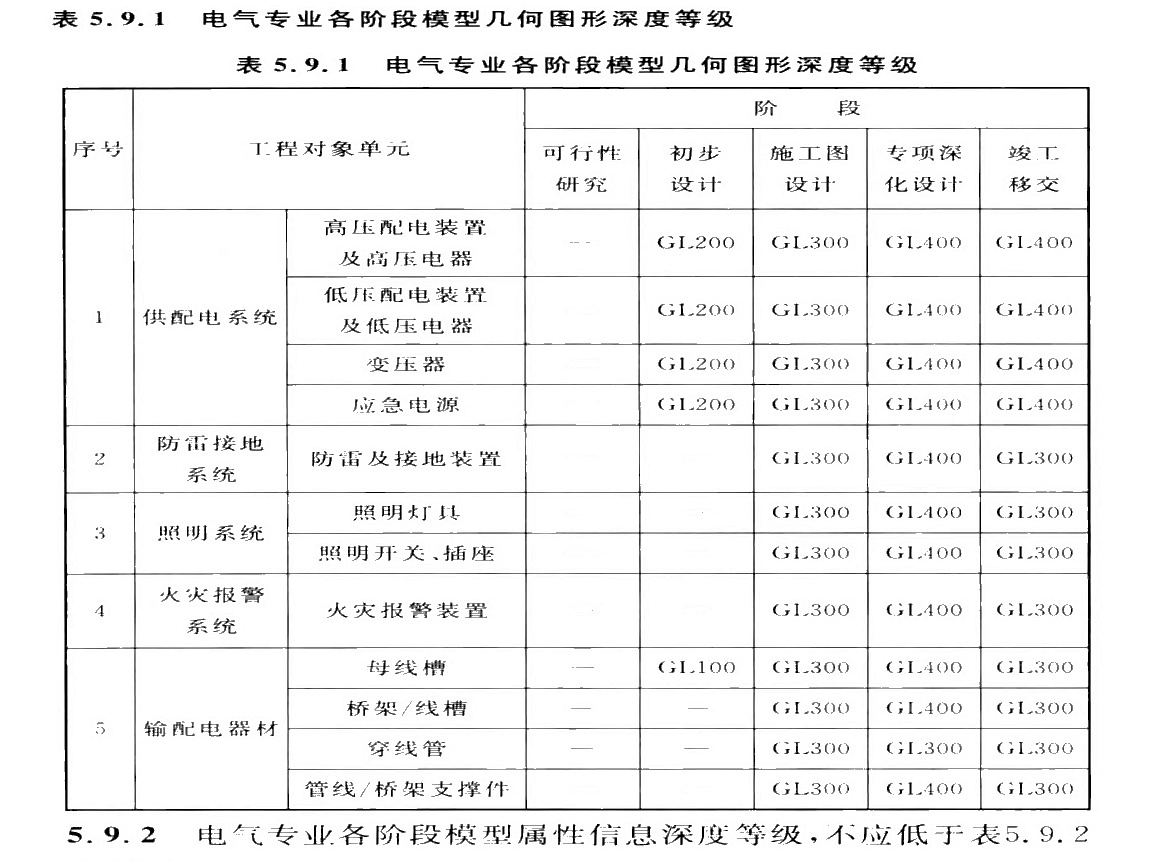 表 5.9.1 电气专业各阶段模型几何图形深度等级
表 5.9.1 电气专业各阶段模型几何图形深度等级
序号 工程对象单元 阶 段
可行性研究 初步设计 施工图设计 专项深化设计 竣工移交
1 供配电系统 高压配电装置及高压电器 — GL200 GL300 GL400 GL400
低压配电装置及低压电器 GL200 GL300 GL400 GL400
变压器 GL200 GL300 GL400 GL400
应急电源 GL200 GL300 GL400 GL400
2 防雷接地系统 防雷及接地装置 GL300 GL400 GL300
3 照明系统 照明灯具 GL300 GL400 GL300
照明开关、插座 GL300 GL400 GL300
4 火灾报警系统 火灾报警装置 GL300 GL400 GL300
5 输配电器材 母线槽 — GL100 GL300 GL400 GL300
桥架/线槽 — — GL300 GL400 GL300
穿线管 — — GL300 GL300 GL300
管线/桥架支撑件 GL300 GL400 GL300
5.9.2 电气专业各阶段模型属性信息深度等级,不应低于表5.9.2